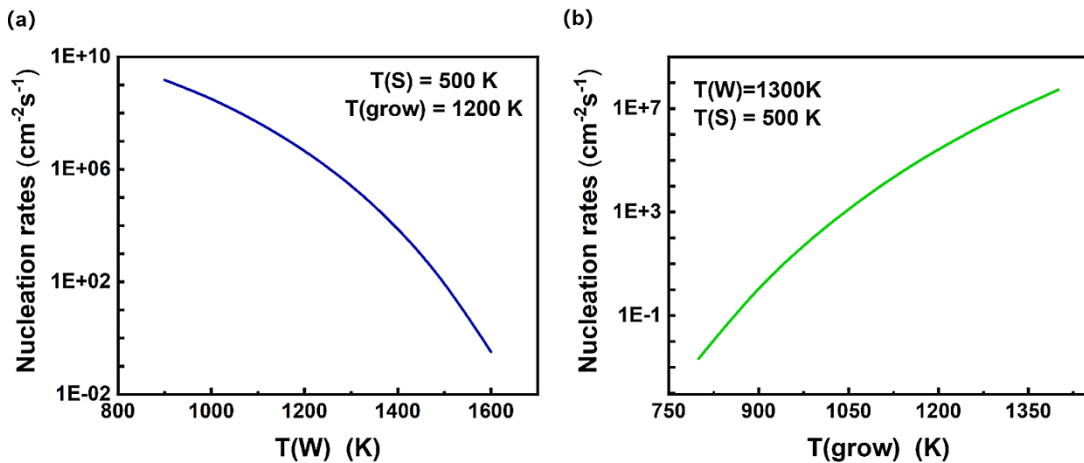 (a)
Nucleation rates (cm⁻²s⁻¹)
1E+10
1E+06
1E+02
1E-02
T(S) = 500 K
T(grow) = 1200 K
800 1000 1200 1400 1600
T(W) (K)
(b)
Nucleation rates (cm⁻²s⁻¹)
1E+7
1E+3
1E-1
T(W)=1300K
T(S) = 500 K
750 900 1050 1200 1350
T(grow) (K)